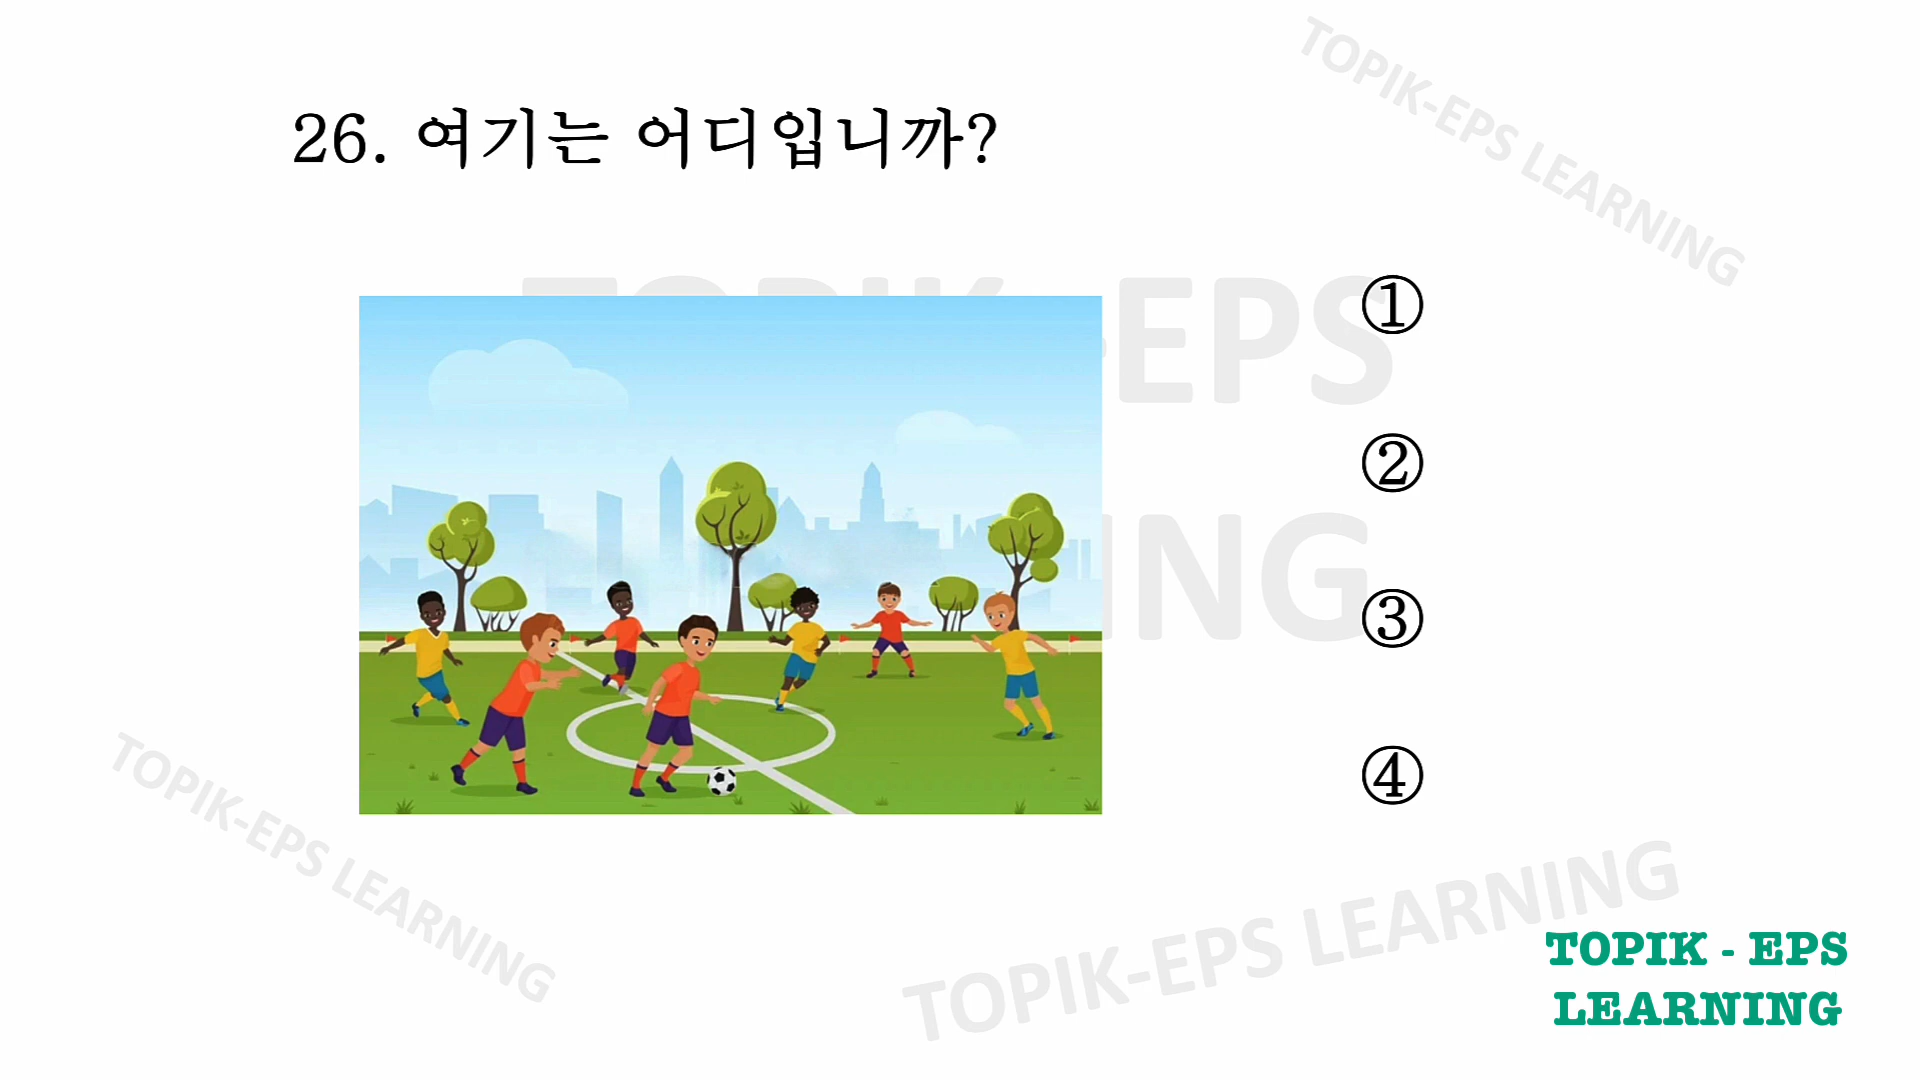 26. 여기는 어디입니까?
TOPIK-EPS LEARNING
①
②
③
④
TOPIK-EPS LEARNING
TOPIK-EPS LEARNING
TOPIK - EPS
LEARNING